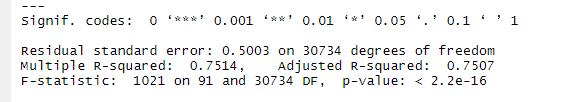 ---
Signif. codes:  0 ‘***’ 0.001 ‘**’ 0.01 ‘*’ 0.05 ‘.’ 0.1 ‘ ’ 1
Residual standard error: 0.5003 on 30734 degrees of freedom
Multiple R-squared:  0.7514,    Adjusted R-squared:  0.7507
F-statistic:  1021 on 91 and 30734 DF,  p-value: < 2.2e-16